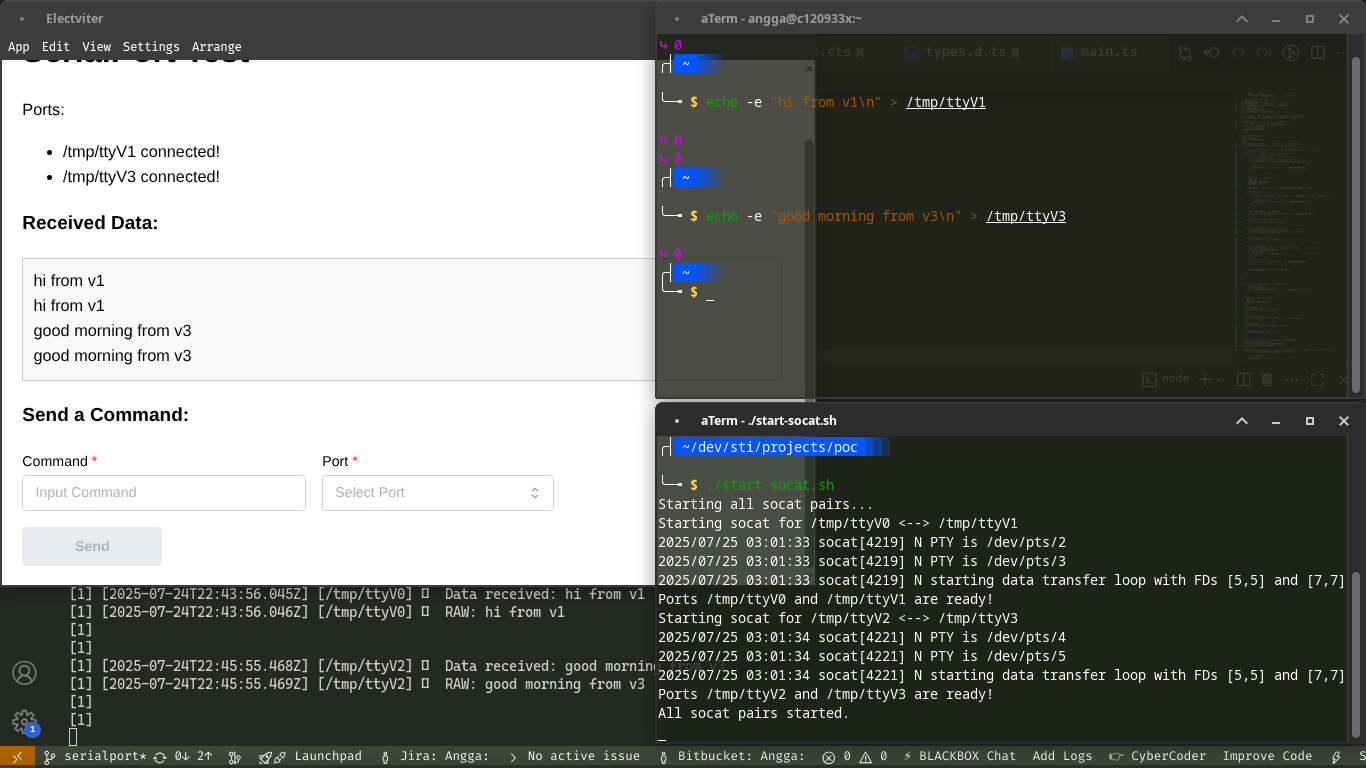 Electviter
App Edit View Settings Arrange
SerialPort Test
Ports:
/tmp/ttyV1 connected!
/tmp/ttyV3 connected!
Received Data:
hi from v1
hi from v1
good morning from v3
good morning from v3
Send a Command:
Command *
Port *
Input Command
Select Port
Send
[1] [2025-07-24T22:43:56.045Z] [/tmp/ttyV0] Data received: hi from v1
[1] [2025-07-24T22:43:56.046Z] [/tmp/ttyV0] RAW: hi from v1
[1]
[1]
[1] [2025-07-24T22:45:55.468Z] [/tmp/ttyV2] Data received: good morning from v3
[1] [2025-07-24T22:45:55.469Z] [/tmp/ttyV2] RAW: good morning from v3
[1]
[1]
aTerm - angga@c120933x:~
.cts M types.d.ts M main.ts
↳ 0
~
$ echo -e "hi from v1\n" > /tmp/ttyV1
↳ 0
↳ 0
~
$ echo -e "good morning from v3\n" > /tmp/ttyV3
↳ 0
~
$ _
node
aTerm - ./start-socat.sh
~/dev/sti/projects/poc
$ ./start-socat.sh
Starting all socat pairs...
Starting socat for /tmp/ttyV0 <--> /tmp/ttyV1
2025/07/25 03:01:33 socat[4219] N PTY is /dev/pts/2
2025/07/25 03:01:33 socat[4219] N PTY is /dev/pts/3
2025/07/25 03:01:33 socat[4219] N starting data transfer loop with FDs [5,5] and [7,7]
Ports /tmp/ttyV0 and /tmp/ttyV1 are ready!
Starting socat for /tmp/ttyV2 <--> /tmp/ttyV3
2025/07/25 03:01:34 socat[4221] N PTY is /dev/pts/4
2025/07/25 03:01:34 socat[4221] N PTY is /dev/pts/5
2025/07/25 03:01:34 socat[4221] N starting data transfer loop with FDs [5,5] and [7,7]
Ports /tmp/ttyV2 and /tmp/ttyV3 are ready!
All socat pairs started.
_
1
serialport* 0↓ 2↑ Launchpad Jira: Angga: No active issue Bitbucket: Angga: 0 0 BLACKBOX Chat Add Logs CyberCoder Improve Code